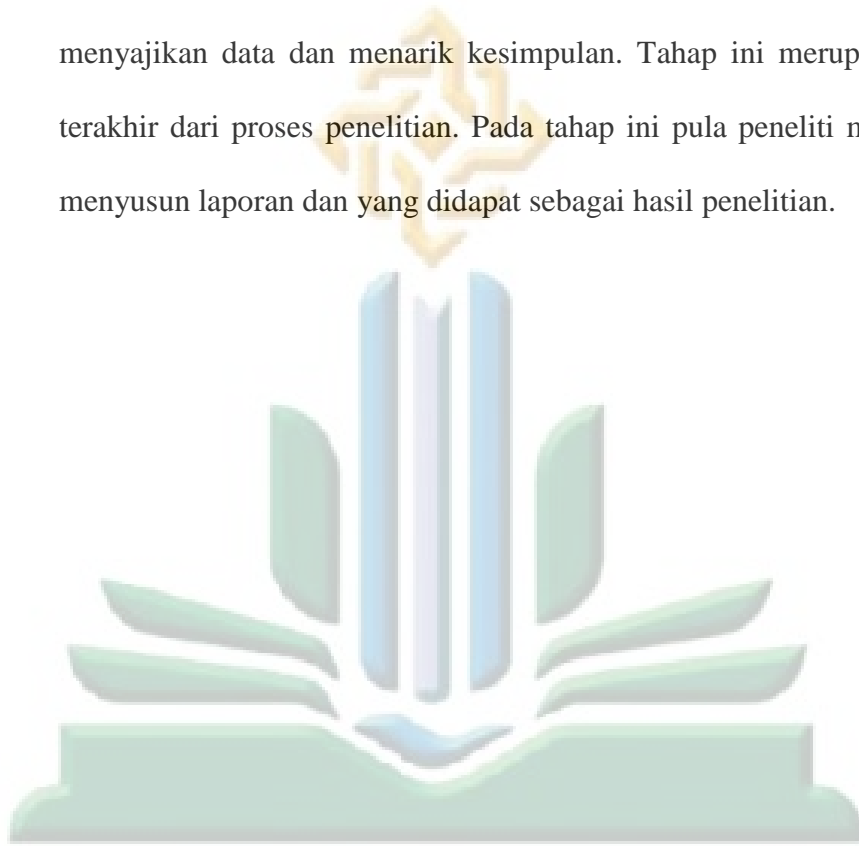 menyajikan data dan menarik kesimpulan. Tahap ini merup
terakhir dari proses penelitian. Pada tahap ini pula peneliti
menyusun laporan dan yang didapat sebagai hasil penelitian.